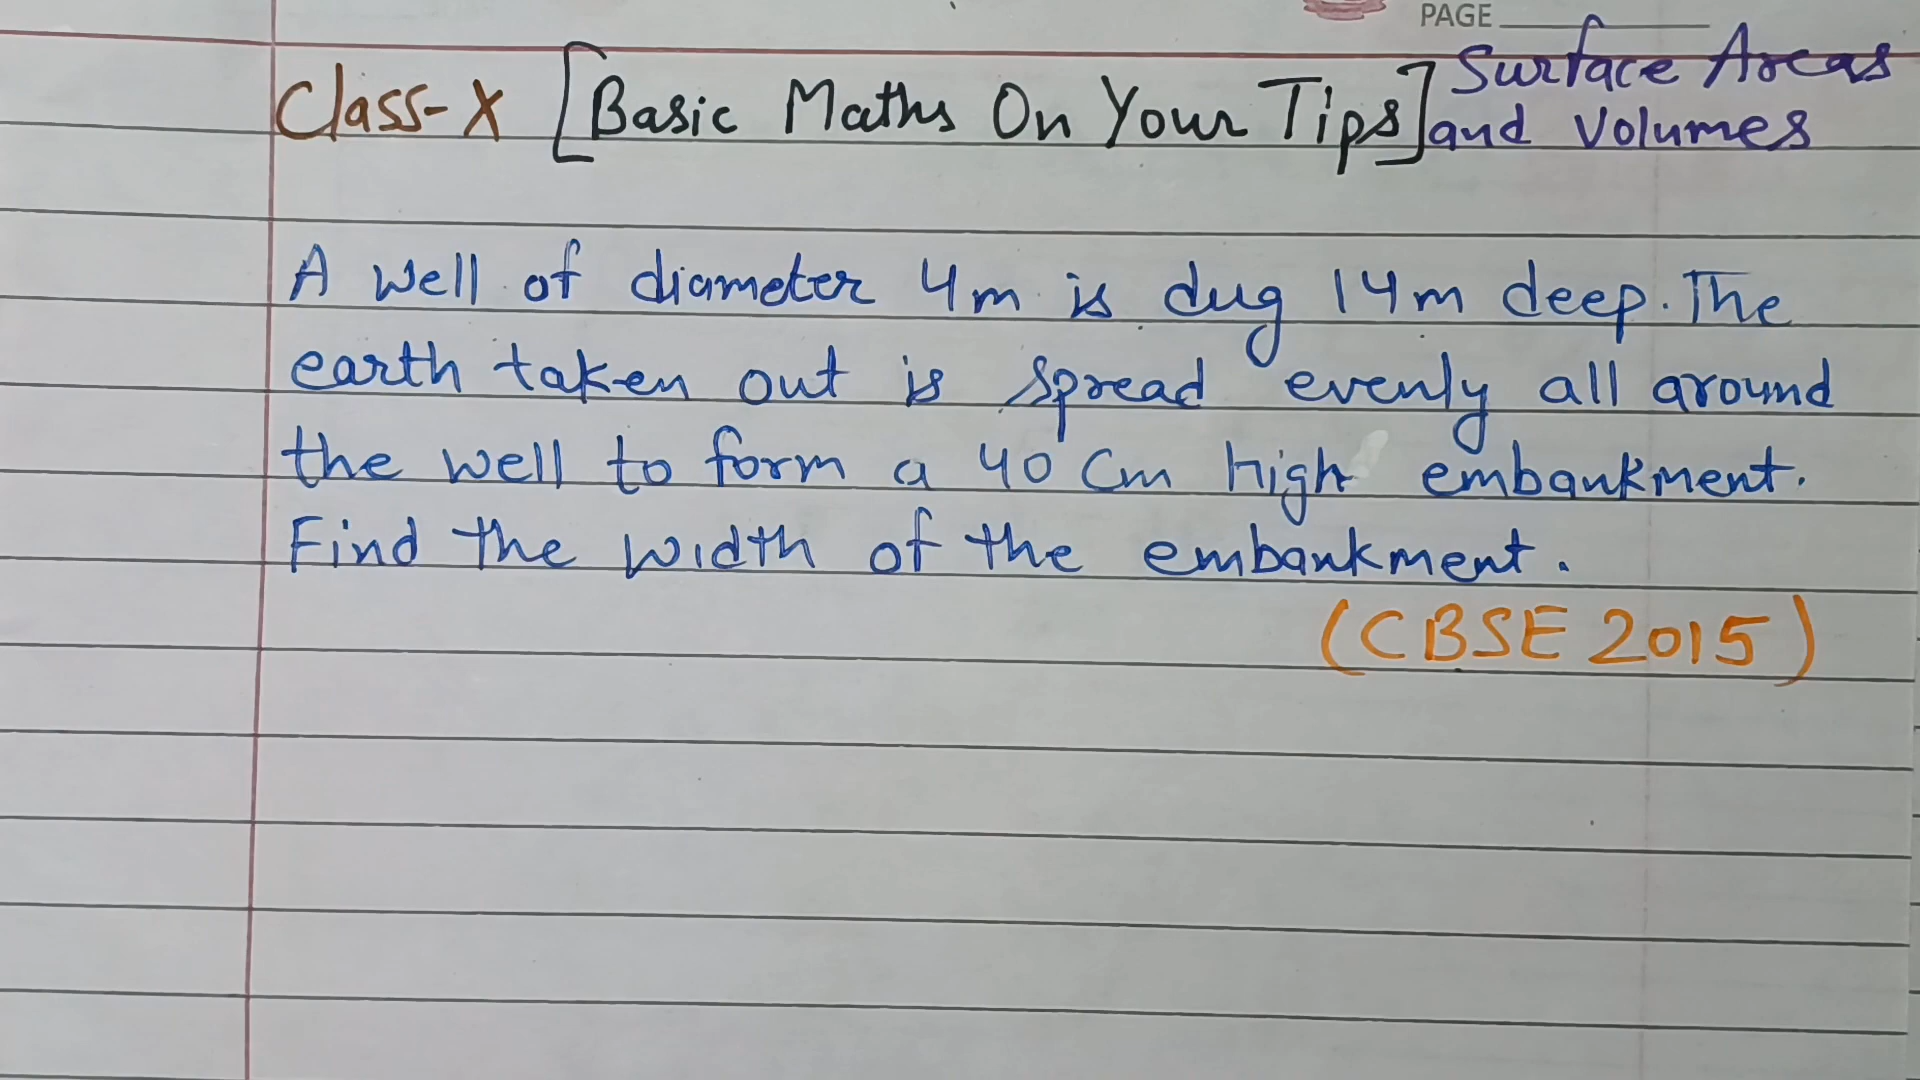 PAGE
Class-X [Basic Maths On Your Tips] Surface Areas
and Volumes
A well of diameter 4m is dug 14m deep. The
earth taken out is spread evenly all around
the well to form a 40 cm high embankment.
Find the width of the embankment.
(CBSE 2015)